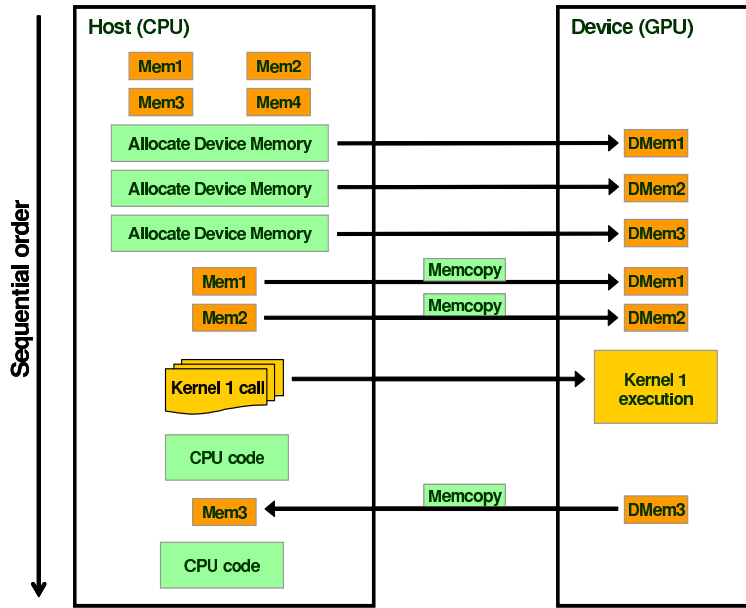 Host (CPU)
Device (GPU)
Mem1
Mem2
Mem3
Mem4
Allocate Device Memory
DMem1
Allocate Device Memory
DMem2
Allocate Device Memory
DMem3
Mem1
Memcopy
DMem1
Mem2
Memcopy
DMem2
Kernel 1 call
Kernel 1
execution
CPU code
Mem3
Memcopy
DMem3
CPU code
Sequential order